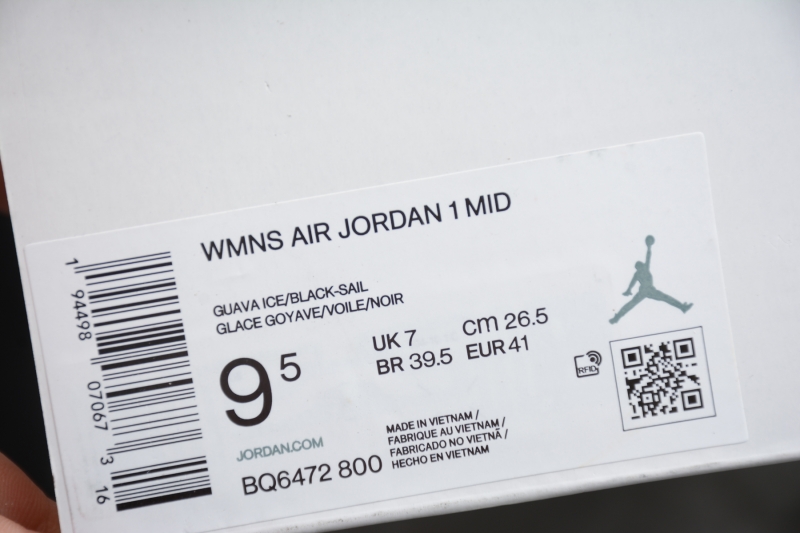 WMNS AIR JORDAN 1 MID
GUAVA ICE/BLACK-SAIL
GLACE GOYAVE/VOILE/NOIR
9 5
UK 7 cm 26.5
BR 39.5 EUR 41
RFID
JORDAN.COM
BQ6472 800
MADE IN VIETNAM /
FABRIQUE AU VIETNAM /
FABRICADO NO VIETNÃ /
HECHO EN VIETNAM
1 94498 07067 3 16